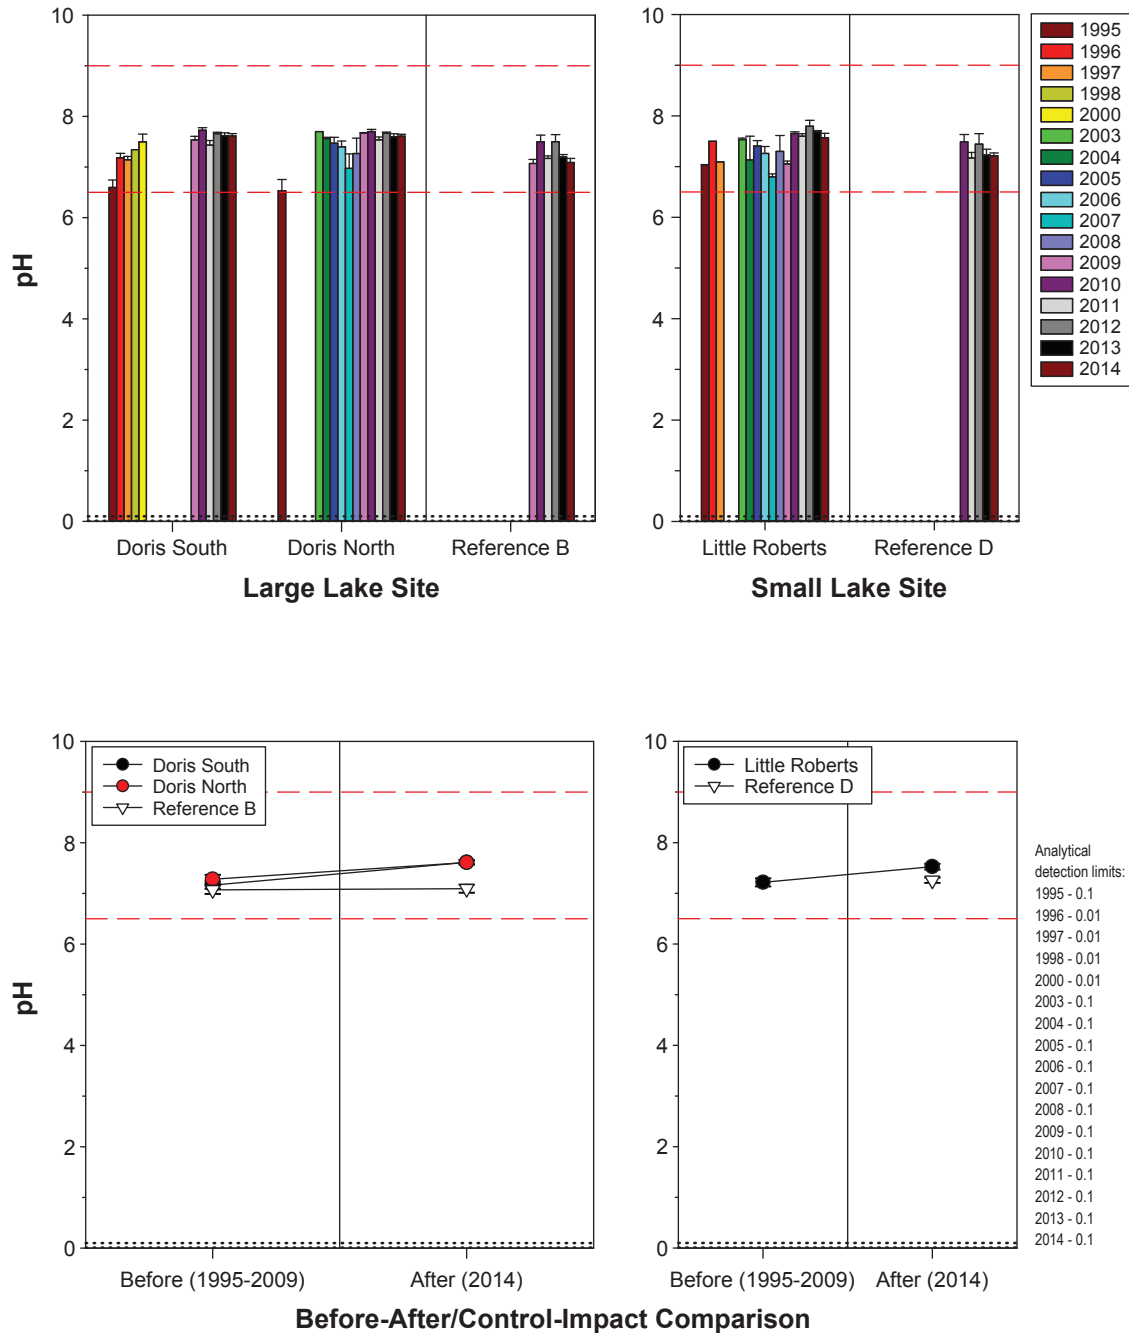 10
8
6
4
2
0
pH
Doris South
Doris North
Reference B
Large Lake Site
10
8
6
4
2
0
Little Roberts
Reference D
Small Lake Site
1995
1996
1997
1998
2000
2003
2004
2005
2006
2007
2008
2009
2010
2011
2012
2013
2014
10
8
6
4
2
0
pH
Doris South
Doris North
Reference B
Before (1995-2009)
After (2014)
10
8
6
4
2
0
Little Roberts
Reference D
Before (1995-2009)
After (2014)
Before-After/Control-Impact Comparison
Analytical
detection limits:
1995 - 0.1
1996 - 0.01
1997 - 0.01
1998 - 0.01
2000 - 0.01
2003 - 0.1
2004 - 0.1
2005 - 0.1
2006 - 0.1
2007 - 0.1
2008 - 0.1
2009 - 0.1
2010 - 0.1
2011 - 0.1
2012 - 0.1
2013 - 0.1
2014 - 0.1